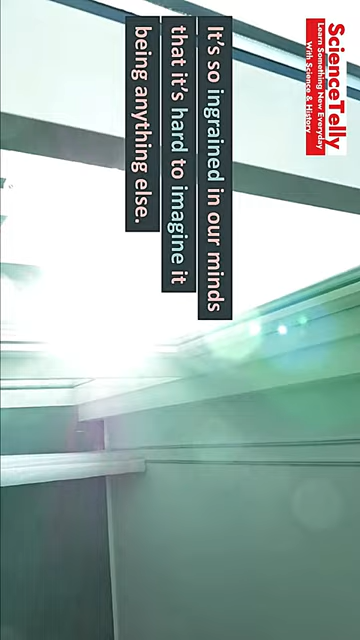 ScienceTelly
Learn Something New Everyday
With Science & History
It's so ingrained in our minds
that it's hard to imagine it
being anything else.